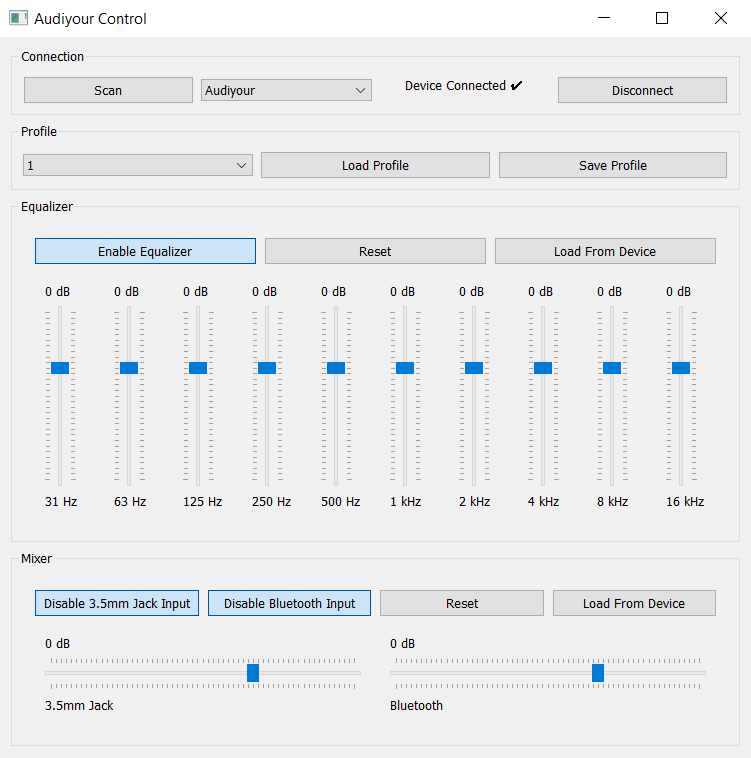 Audiyour Control
Connection
Scan Audiyour Device Connected ✔ Disconnect
Profile
1 Load Profile Save Profile
Equalizer
Enable Equalizer Reset Load From Device
0 dB 0 dB 0 dB 0 dB 0 dB 0 dB 0 dB 0 dB 0 dB 0 dB
31 Hz 63 Hz 125 Hz 250 Hz 500 Hz 1 kHz 2 kHz 4 kHz 8 kHz 16 kHz
Mixer
Disable 3.5mm Jack Input Disable Bluetooth Input Reset Load From Device
0 dB 0 dB
3.5mm Jack Bluetooth